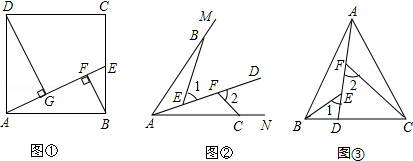 D C
F E
G
A B
图①
M
B
D
E 1 F 2
A C N
图②
A
F
2
E
1
B D C
图③